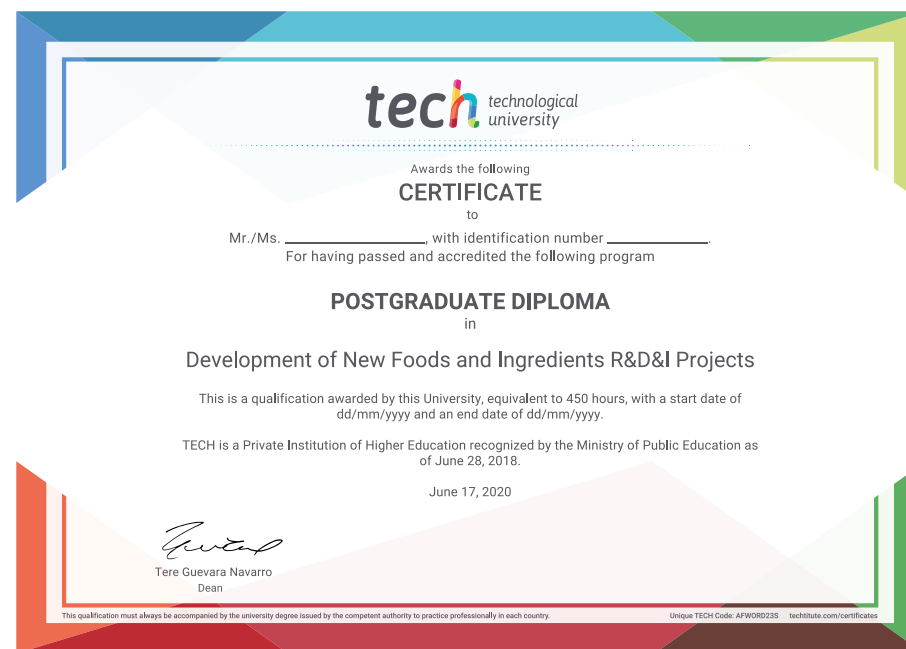 tech technological
university
Awards the following
CERTIFICATE
to
Mr./Ms. ____________________, with identification number ______________.
For having passed and accredited the following program
POSTGRADUATE DIPLOMA
in
Development of New Foods and Ingredients R&D&I Projects
This is a qualification awarded by this University, equivalent to 450 hours, with a start date of
dd/mm/yyyy and an end date of dd/mm/yyyy.
TECH is a Private Institution of Higher Education recognized by the Ministry of Public Education as
of June 28, 2018.
June 17, 2020
Tere Guevara Navarro
Dean
This qualification must always be accompanied by the university degree issued by the competent authority to practice professionally in each country. Unique TECH Code: AFWORD23S techtitute.com/certificates